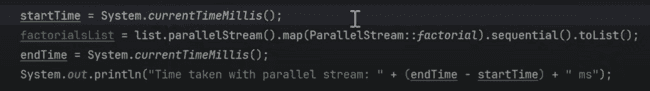 startTime = System.currentTimeMillis();
factorialsList = list.parallelStream().map(ParallelStream::factorial).sequential().toList();
endTime = System.currentTimeMillis();
System.out.println("Time taken with parallel stream: " + (endTime - startTime) + " ms");